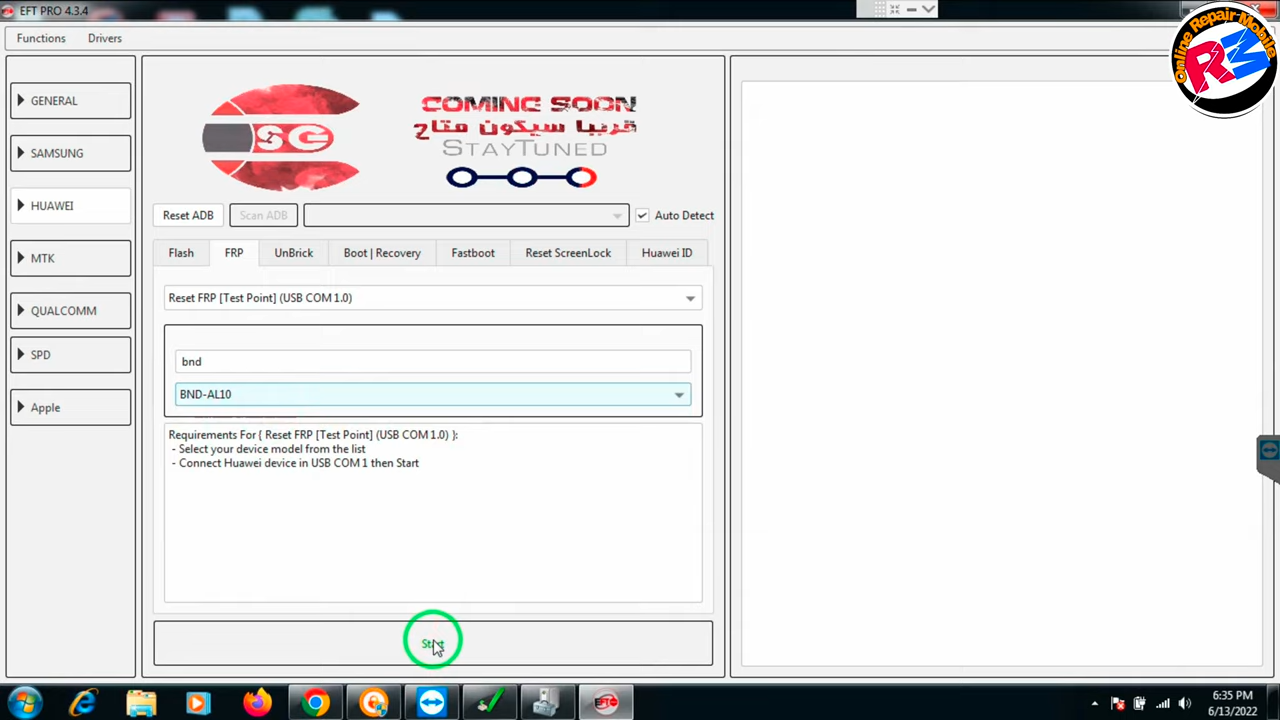 EFT PRO 4.3.4
Functions
Drivers
Online Repair Mobile
RM
GENERAL
SAMSUNG
HUAWEI
MTK
QUALCOMM
SPD
Apple
SG
COMING SOON
قريبا سيكون متاح
STAYTUNED
Reset ADB
Scan ADB
Auto Detect
Flash
FRP
UnBrick
Boot | Recovery
Fastboot
Reset ScreenLock
Huawei ID
Reset FRP [Test Point] (USB COM 1.0)
bnd
BND-AL10
Requirements For { Reset FRP [Test Point] (USB COM 1.0) }:
- Select your device model from the list
- Connect Huawei device in USB COM 1 then Start
Start
6:35 PM
6/13/2022